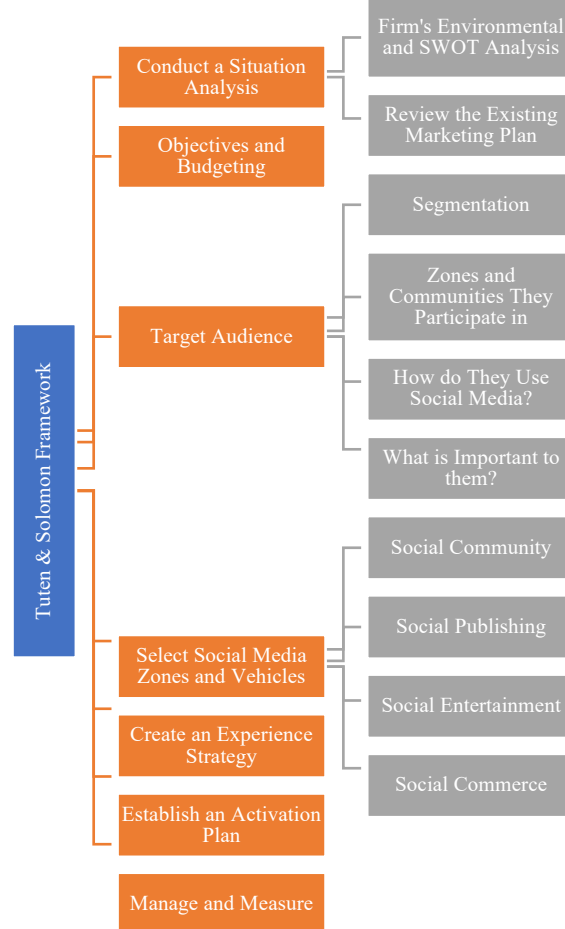 Tuten & Solomon Framework
Conduct a Situation
Analysis
Firm's Environmental
and SWOT Analysis
Review the Existing
Marketing Plan
Objectives and
Budgeting
Target Audience
Segmentation
Zones and
Communities They
Participate in
How do They Use
Social Media?
What is Important to
them?
Select Social Media
Zones and Vehicles
Social Community
Social Publishing
Social Entertainment
Social Commerce
Create an Experience
Strategy
Establish an Activation
Plan
Manage and Measure